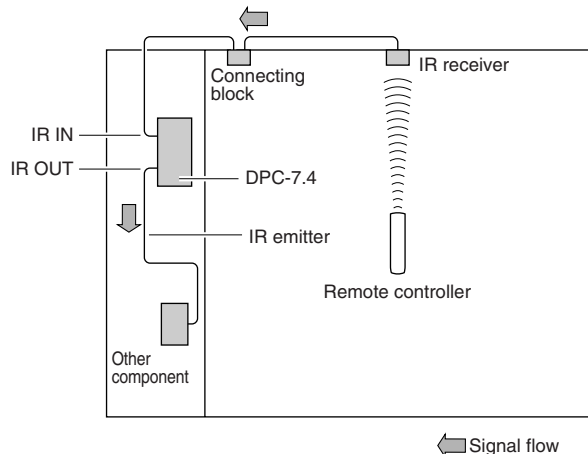 Connecting
block
IR receiver
IR IN
IR OUT
DPC-7.4
IR emitter
Remote controller
Other
component
Signal flow